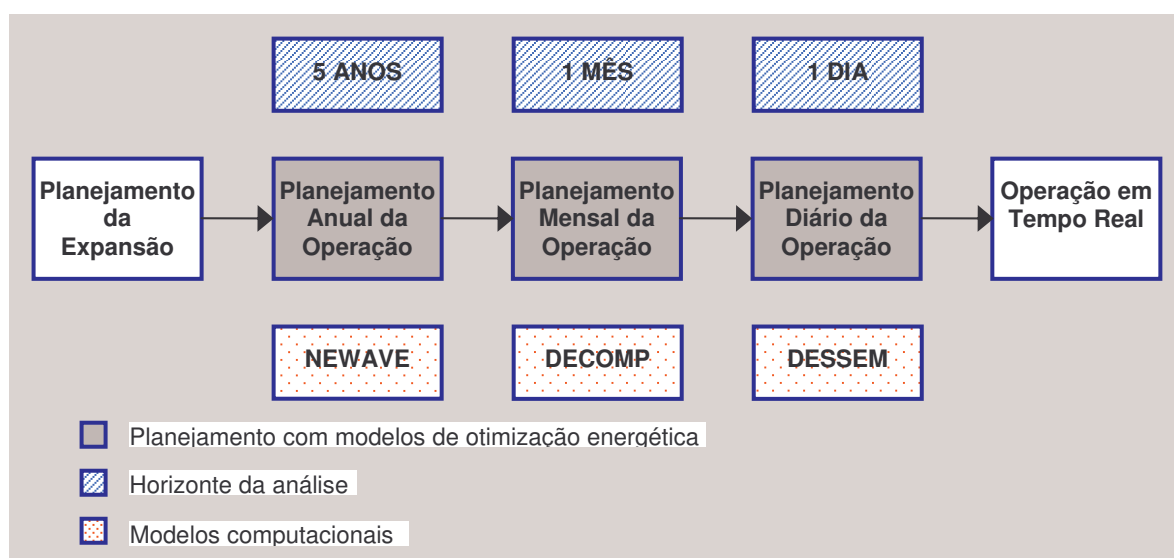 5 ANOS
1 MÊS
1 DIA
Planejamento
da
Expansão
Planejamento
Anual da
Operação
Planejamento
Mensal da
Operação
Planejamento
Diário da
Operação
Operação em
Tempo Real
NEWAVE
DECOMP
DESSEM
Planejamento com modelos de otimização energética
Horizonte da análise
Modelos computacionais